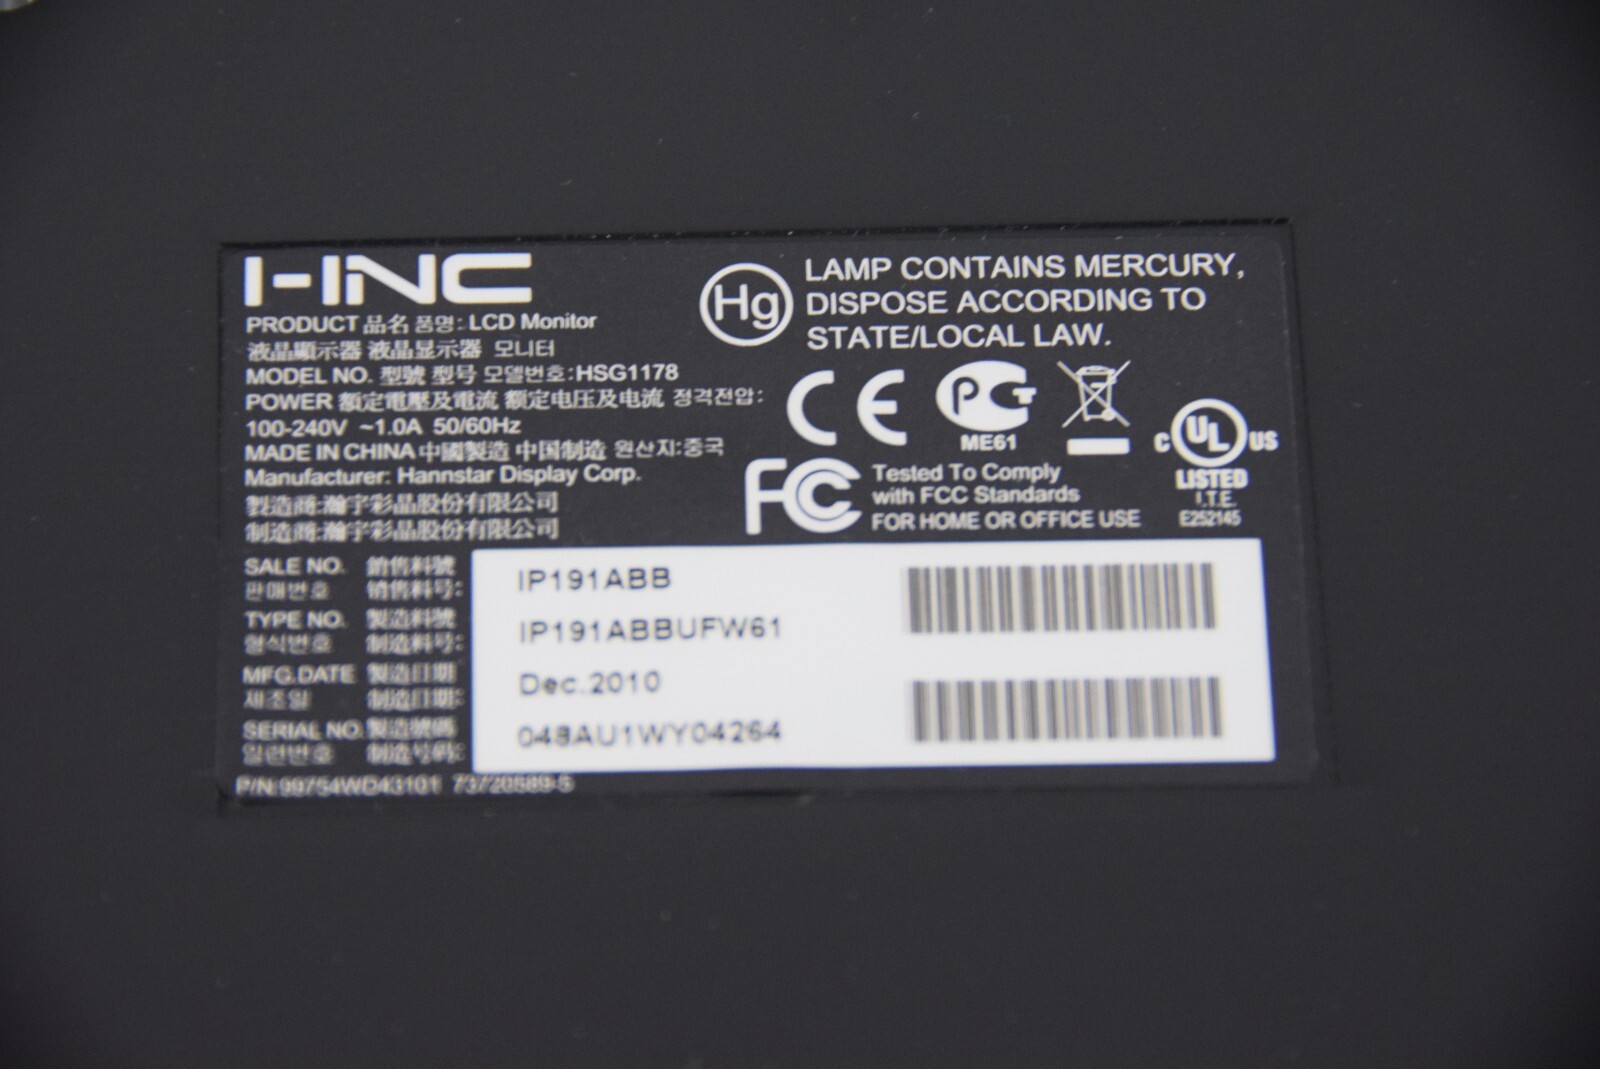 I-INC
PRODUCT 品名 품명: LCD Monitor
液晶顯示器 液晶显示器 모니터
MODEL NO. 型號 型号 모델번호:HSG1178
POWER 額定電壓及電流 额定电压及电流 정격전압:
100-240V ~1.0A 50/60Hz
MADE IN CHINA 中國製造 中国制造 원산지:중국
Manufacturer: Hannstar Display Corp.
製造商:瀚宇彩晶股份有限公司
制造商:瀚宇彩晶股份有限公司
Hg
LAMP CONTAINS MERCURY,
DISPOSE ACCORDING TO
STATE/LOCAL LAW.
CE
PCT
ME61
C UL US
LISTED
I.T.E.
E252145
FC
Tested To Comply
with FCC Standards
FOR HOME OR OFFICE USE
SALE NO. 銷售料號
판매번호 销售料号:
IP191ABB
TYPE NO. 製造料號
형식번호 制造料号:
IP191ABBUFW61
MFG.DATE 製造日期
제조일 制造日期:
Dec.2010
SERIAL NO. 製造號碼
일련번호 制造号码:
048AU1WY04264
P/N:99754WD43101 73720589-S